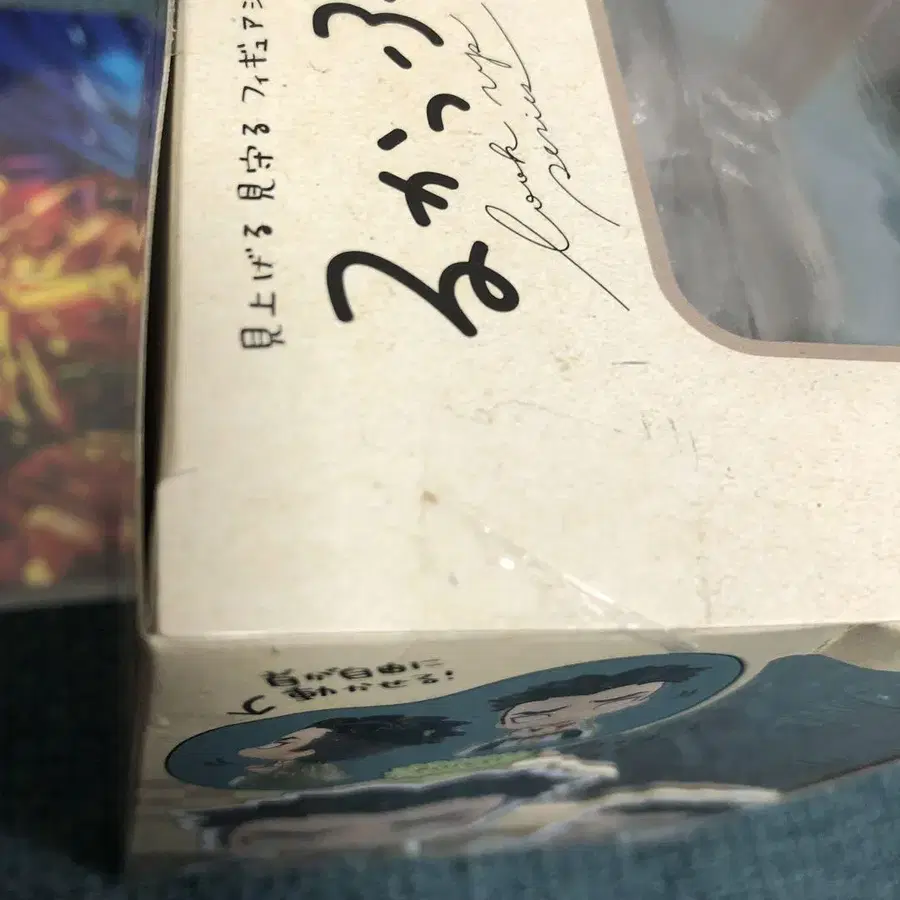 見上げる 見守る フィギュアシ
るかっぷ
look up
series
首が自由に
動かせる!